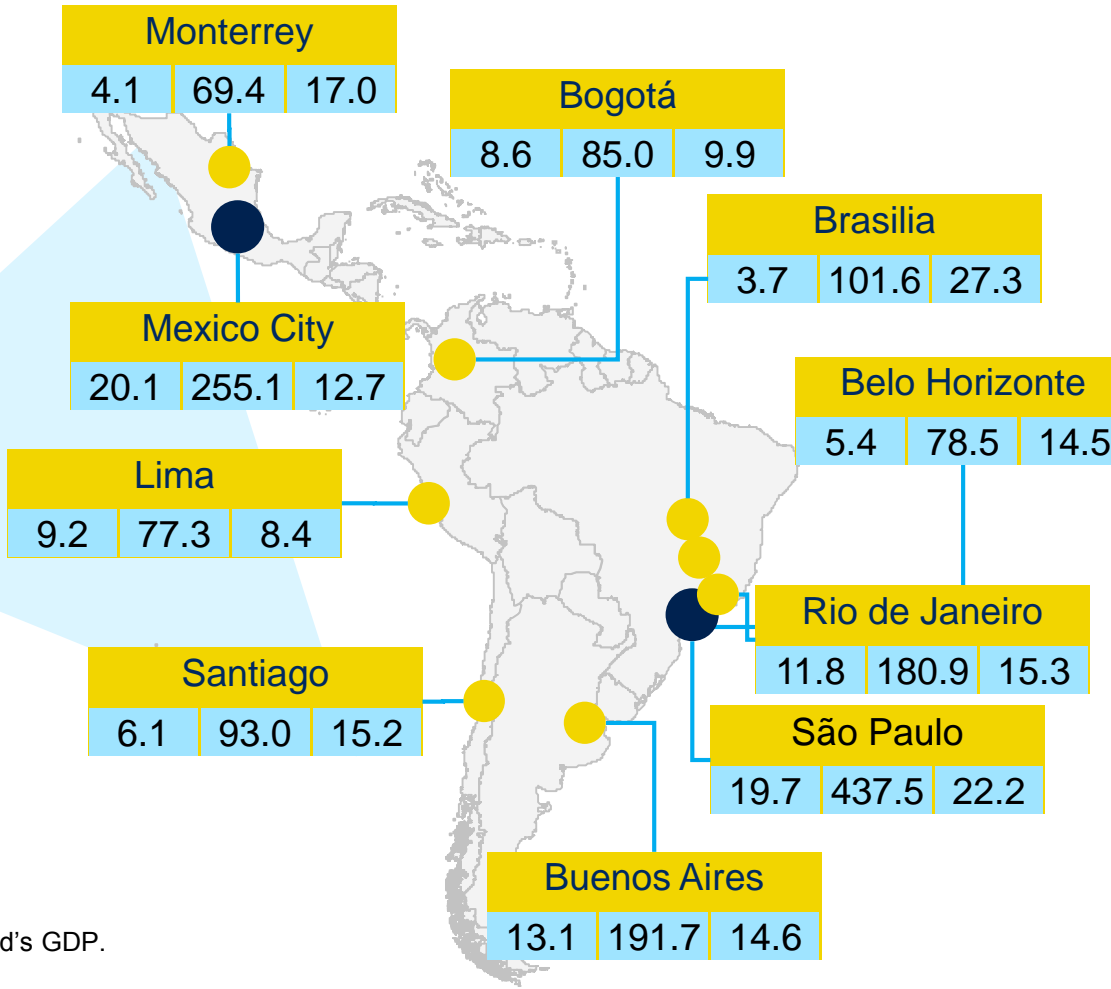 Monterrey
4.1 69.4 17.0
Bogotá
8.6 85.0 9.9
Brasilia
3.7 101.6 27.3
Mexico City
20.1 255.1 12.7
Belo Horizonte
5.4 78.5 14.5
Lima
9.2 77.3 8.4
Rio de Janeiro
11.8 180.9 15.3
Santiago
6.1 93.0 15.2
São Paulo
19.7 437.5 22.2
Buenos Aires
13.1 191.7 14.6
d's GDP.